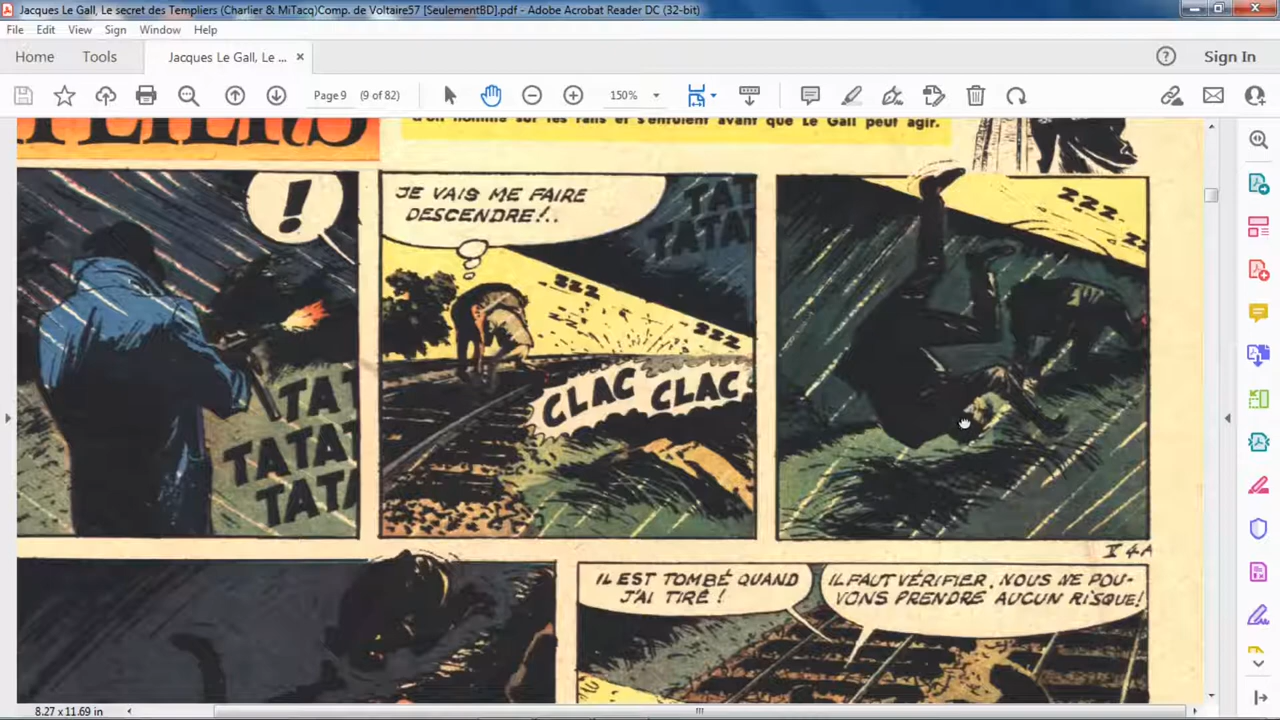 Jacques Le Gall, Le secret des Templiers (Charlier & MiTacq)Comp. de Voltaire57 [SeulementBD].pdf - Adobe Acrobat Reader DC (32-bit)
File Edit View Sign Window Help
Home Tools Jacques Le Gall, Le ... × Sign In
Page 9 (9 of 82) 150%
d'un homme sur les rails et s'enfuient avant que Le Gall peut agir.
!
JE VAIS ME FAIRE
DESCENDRE!..
TA
TATA
ZZZ
ZZZ
CLAC CLAC
TAT
TATAT
TATA
ZZZ
ZZ
V 4A
IL EST TOMBÉ QUAND
J'AI TIRÉ !
IL FAUT VÉRIFIER. NOUS NE POU-
VONS PRENDRE AUCUN RISQUE!
8.27 x 11.69 in